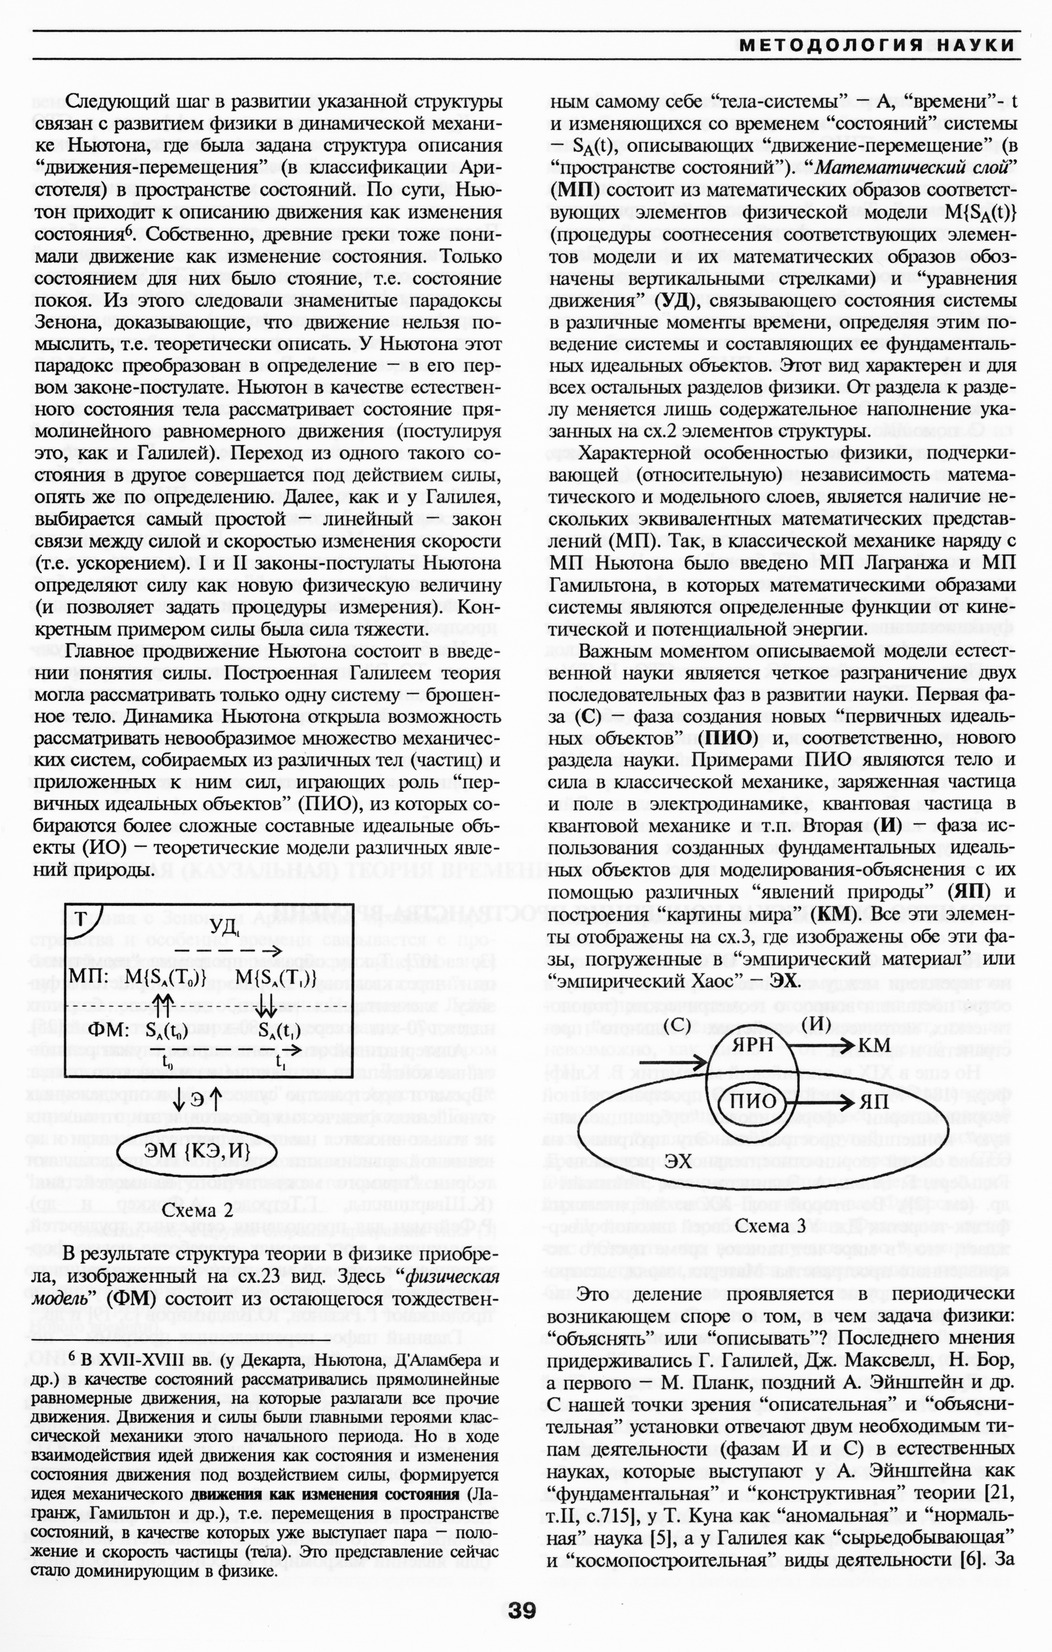 МЕТОДОЛОГИЯ НАУКИ
Следующий шаг в развитии указанной структуры
связан с развитием физики в динамической механи-
ке Ньютона, где была задана структура описания
“движения-перемещения” (в классификации Ари-
стотеля) в пространстве состояний. По сути, Нью-
тон приходит к описанию движения как изменения
состояния⁶. Собственно, древние греки тоже пони-
мали движение как изменение состояния. Только
состоянием для них было стояние, т.е. состояние
покоя. Из этого следовали знаменитые парадоксы
Зенона, доказывающие, что движение нельзя по-
мыслить, т.е. теоретически описать. У Ньютона этот
парадокс преобразован в определение — в его пер-
вом законе-постулате. Ньютон в качестве естествен-
ного состояния тела рассматривает состояние пря-
молинейного равномерного движения (постулируя
это, как и Галилей). Переход из одного такого со-
стояния в другое совершается под действием силы,
опять же по определению. Далее, как и у Галилея,
выбирается самый простой — линейный — закон
связи между силой и скоростью изменения скорости
(т.е. ускорением). I и II законы-постулаты Ньютона
определяют силу как новую физическую величину
(и позволяет задать процедуры измерения). Кон-
кретным примером силы была сила тяжести.
Главное продвижение Ньютона состоит в введе-
нии понятия силы. Построенная Галилеем теория
могла рассматривать только одну систему — брошен-
ное тело. Динамика Ньютона открыла возможность
рассматривать невообразимое множество механичес-
ких систем, собираемых из различных тел (частиц) и
приложенных к ним сил, играющих роль “пер-
вичных идеальных объектов” (ПИО), из которых со-
бираются более сложные составные идеальные объ-
екты (ИО) — теоретические модели различных явле-
ний природы.
Т
УД
МП: M{S_A(T₀)} M{S_A(T₁)}
ФМ: S_A(t₀) S_A(t₁)
t₀ t₁
Э
ЭМ {КЭ,И}
Схема 2
В результате структура теории в физике приобре-
ла, изображенный на сх.23 вид. Здесь “физическая
модель” (ФМ) состоит из остающегося тождествен-
⁶ В XVII-XVIII вв. (у Декарта, Ньютона, Д'Аламбера и
др.) в качестве состояний рассматривались прямолинейные
равномерные движения, на которые разлагали все прочие
движения. Движения и силы были главными героями клас-
сической механики этого начального периода. Но в ходе
взаимодействия идей движения как состояния и изменения
состояния движения под воздействием силы, формируется
идея механического движения как изменения состояния (Ла-
гранж, Гамильтон и др.), т.е. перемещения в пространстве
состояний, в качестве которых уже выступает пара — поло-
жение и скорость частицы (тела). Это представление сейчас
стало доминирующим в физике.
ным самому себе “тела-системы” — А, “времени”- t
и изменяющихся со временем “состояний” системы
— S_A(t), описывающих “движение-перемещение” (в
“пространстве состояний”). “Математический слой”
(МП) состоит из математических образов соответст-
вующих элементов физической модели M{S_A(t)}
(процедуры соотнесения соответствующих элемен-
тов модели и их математических образов обоз-
начены вертикальными стрелками) и “уравнения
движения” (УД), связывающего состояния системы
в различные моменты времени, определяя этим по-
ведение системы и составляющих ее фундаменталь-
ных идеальных объектов. Этот вид характерен и для
всех остальных разделов физики. От раздела к разде-
лу меняется лишь содержательное наполнение ука-
занных на сх.2 элементов структуры.
Характерной особенностью физики, подчерки-
вающей (относительную) независимость матема-
тического и модельного слоев, является наличие не-
скольких эквивалентных математических представ-
лений (МП). Так, в классической механике наряду с
МП Ньютона было введено МП Лагранжа и МП
Гамильтона, в которых математическими образами
системы являются определенные функции от кине-
тической и потенциальной энергии.
Важным моментом описываемой модели естест-
венной науки является четкое разграничение двух
последовательных фаз в развитии науки. Первая фа-
за (С) — фаза создания новых “первичных идеаль-
ных объектов” (ПИО) и, соответственно, нового
раздела науки. Примерами ПИО являются тело и
сила в классической механике, заряженная частица
и поле в электродинамике, квантовая частица в
квантовой механике и т.п. Вторая (И) — фаза ис-
пользования созданных фундаментальных идеаль-
ных объектов для моделирования-объяснения с их
помощью различных “явлений природы” (ЯП) и
построения “картины мира” (КМ). Все эти элемен-
ты отображены на сх.3, где изображены обе эти фа-
зы, погруженные в “эмпирический материал” или
“эмпирический Хаос” — ЭХ.
(С) (И)
ЯРН КМ
ПИО ЯП
ЭХ
Схема 3
Это деление проявляется в периодически
возникающем споре о том, в чем задача физики:
“объяснять” или “описывать”? Последнего мнения
придерживались Г. Галилей, Дж. Максвелл, Н. Бор,
а первого — М. Планк, поздний А. Эйнштейн и др.
С нашей точки зрения “описательная” и “объясни-
тельная” установки отвечают двум необходимым ти-
пам деятельности (фазам И и С) в естественных
науках, которые выступают у А. Эйнштейна как
“фундаментальная” и “конструктивная” теории [21,
т.II, с.715], у Т. Куна как “аномальная” и “нормаль-
ная” наука [5], а у Галилея как “сырьедобывающая”
и “космопостроительная” виды деятельности [6]. За
39